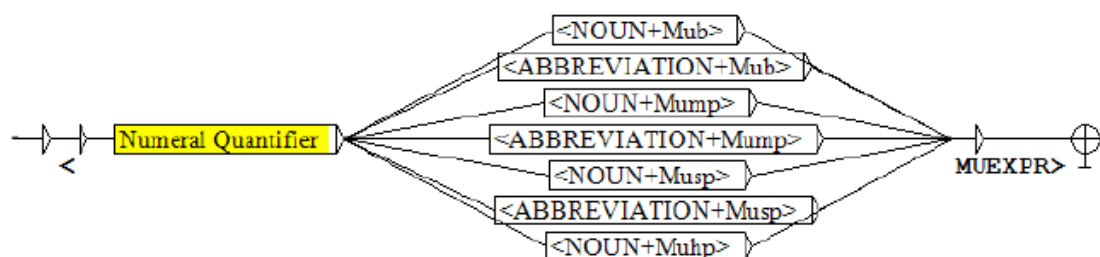 <NOUN+Mub>
<ABBREVIATION+Mub>
<NOUN+Mump>
Numeral Quantifier
<ABBREVIATION+Mump>
<
MUEXPR>
<NOUN+Musp>
<ABBREVIATION+Musp>
<NOUN+Muhp>